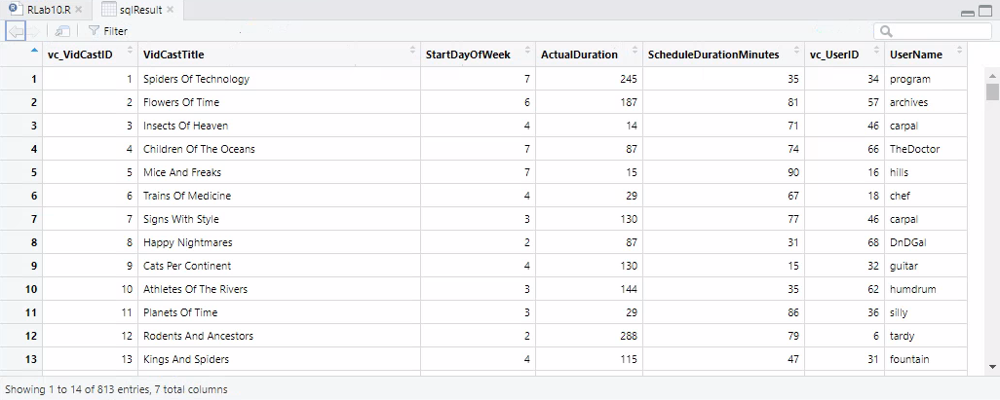 RLab10.R × sqlResult ×
Filter
vc_VidCastID VidCastTitle StartDayOfWeek ActualDuration ScheduleDurationMinutes vc_UserID UserName
1 1 Spiders Of Technology 7 245 35 34 program
2 2 Flowers Of Time 6 187 81 57 archives
3 3 Insects Of Heaven 4 14 71 46 carpal
4 4 Children Of The Oceans 7 87 74 66 TheDoctor
5 5 Mice And Freaks 7 15 90 16 hills
6 6 Trains Of Medicine 4 29 67 18 chef
7 7 Signs With Style 3 130 77 46 carpal
8 8 Happy Nightmares 2 87 31 68 DnDGal
9 9 Cats Per Continent 4 130 15 32 guitar
10 10 Athletes Of The Rivers 3 144 35 62 humdrum
11 11 Planets Of Time 3 29 86 36 silly
12 12 Rodents And Ancestors 2 288 79 6 tardy
13 13 Kings And Spiders 4 115 47 31 fountain
Showing 1 to 14 of 813 entries, 7 total columns